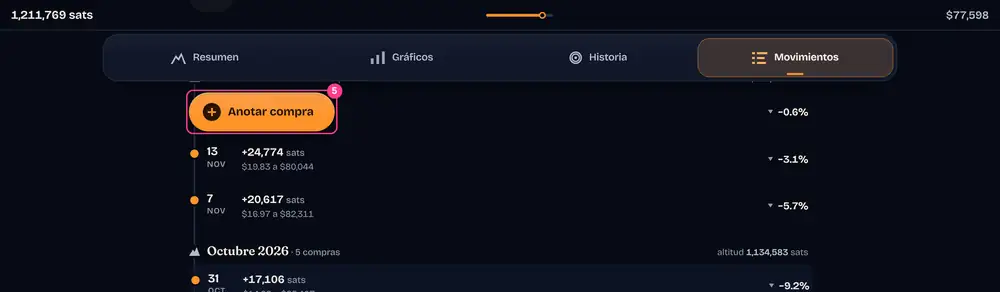 1,211,769 sats
$77,598
Resumen
Gráficos
Historia
Movimientos
5
Anotar compra
−0.6%
13
NOV
+24,774 sats
$19.83 a $80,044
−3.1%
7
NOV
+20,617 sats
$16.97 a $82,311
−5.7%
Octubre 2026 · 5 compras
altitud 1,134,583 sats
31
OCT
+17,106 sats
−9.2%